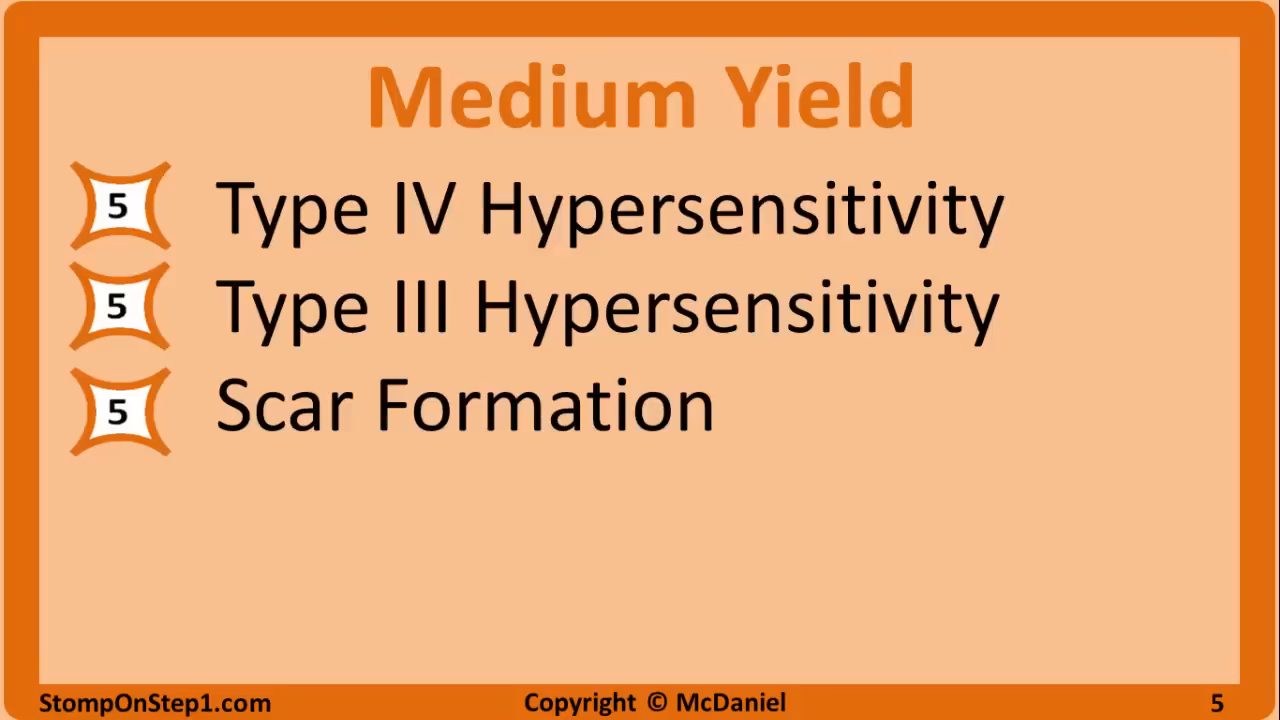 Medium Yield
5 Type IV Hypersensitivity
5 Type III Hypersensitivity
5 Scar Formation
StompOnStep1.com Copyright © McDaniel 5